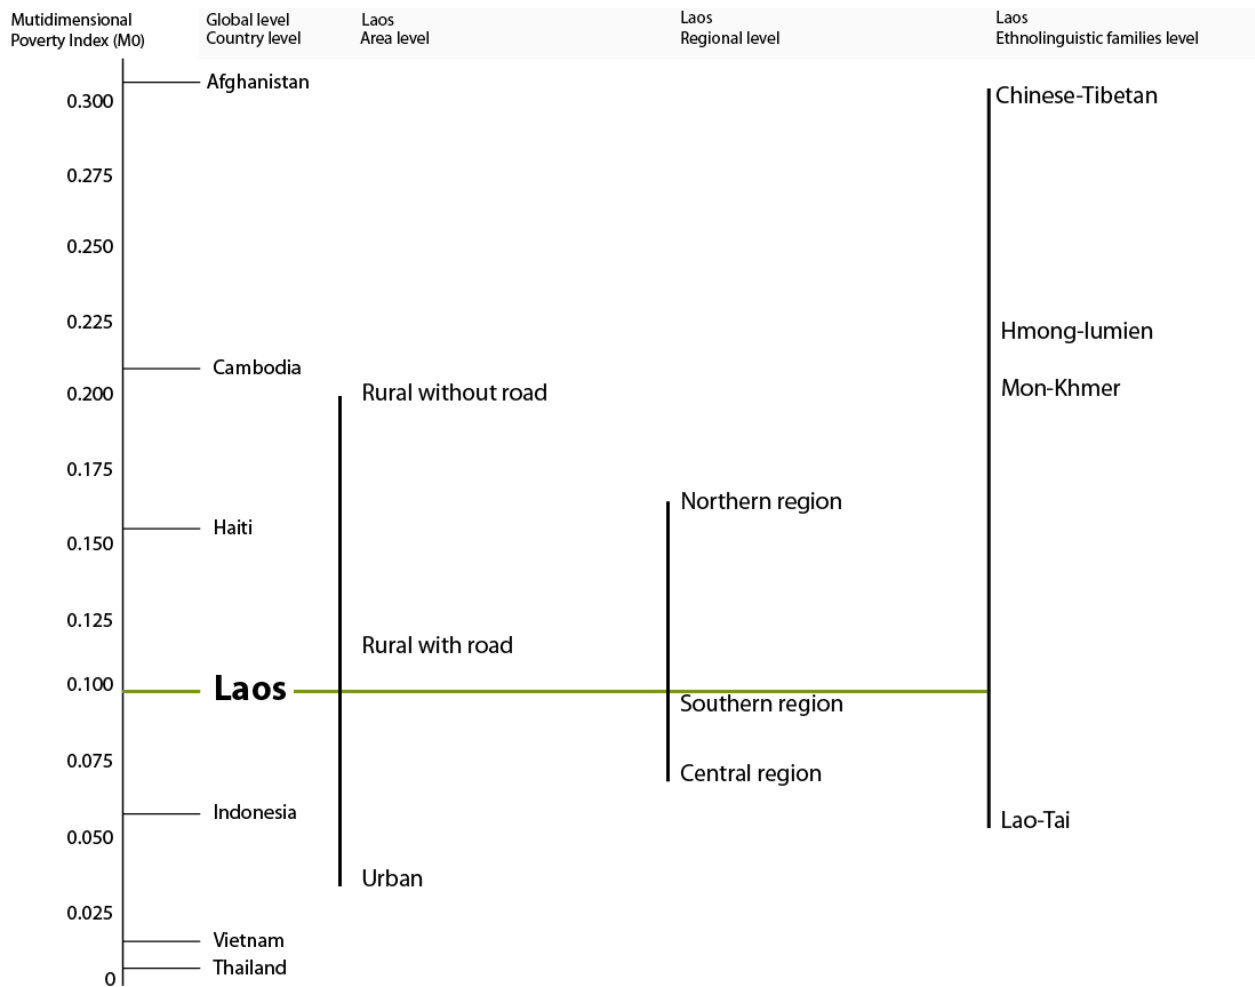 Mutidimensional
Poverty Index (M0)
Global level
Country level
Laos
Area level
Laos
Regional level
Laos
Ethnolinguistic families level
Afghanistan
Chinese-Tibetan
0.300
0.275
0.250
0.225
Hmong-Iumien
Cambodia
Mon-Khmer
0.200
Rural without road
0.175
Northern region
Haiti
0.150
0.125
Rural with road
0.100
Laos
Southern region
0.075
Central region
Indonesia
Lao-Tai
0.050
Urban
0.025
Vietnam
Thailand
0